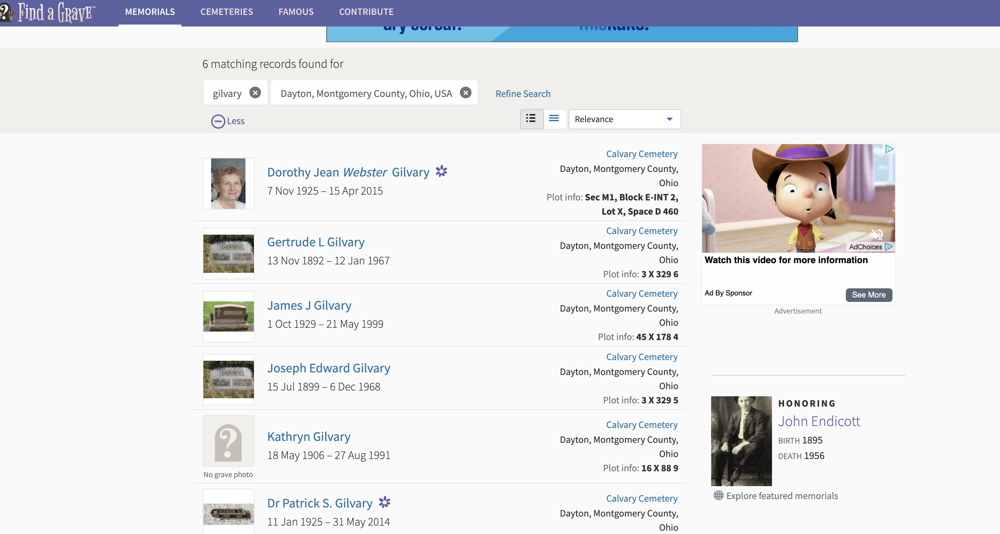 Find a Grave™
MEMORIALS
CEMETERIES
FAMOUS
CONTRIBUTE
6 matching records found for
gilvary
Dayton, Montgomery County, Ohio, USA
Refine Search
Less
Relevance
Dorothy Jean Webster Gilvary
7 Nov 1925 – 15 Apr 2015
Calvary Cemetery
Dayton, Montgomery County,
Ohio
Plot info: Sec M1, Block E-INT 2,
Lot X, Space D 460
GILVARY
Gertrude L Gilvary
13 Nov 1892 – 12 Jan 1967
Calvary Cemetery
Dayton, Montgomery County,
Ohio
Plot info: 3 X 329 6
GILVARY
James J Gilvary
1 Oct 1929 – 21 May 1999
Calvary Cemetery
Dayton, Montgomery County,
Ohio
Plot info: 45 X 178 4
GILVARY
Joseph Edward Gilvary
15 Jul 1899 – 6 Dec 1968
Calvary Cemetery
Dayton, Montgomery County,
Ohio
Plot info: 3 X 329 5
No grave photo
Kathryn Gilvary
18 May 1906 – 27 Aug 1991
Calvary Cemetery
Dayton, Montgomery County,
Ohio
Plot info: 16 X 88 9
PATRICK S
Dr Patrick S. Gilvary
11 Jan 1925 – 31 May 2014
Calvary Cemetery
Dayton, Montgomery County,
Ohio
AdChoices
Watch this video for more information
Ad By Sponsor
See More
Advertisement
HONORING
John Endicott
BIRTH 1895
DEATH 1956
Explore featured memorials